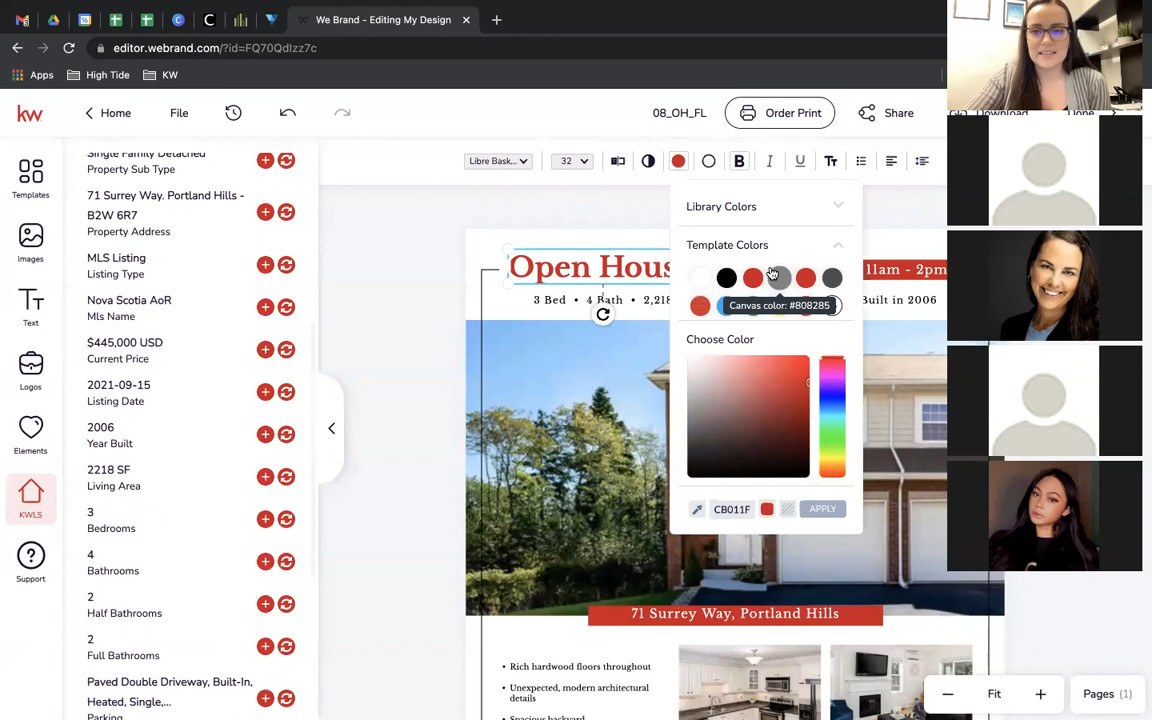 We Brand - Editing My Design
editor.webrand.com/?id=FQ70QdIzz7c
Apps
High Tide
KW
kw
Home
File
08_OH_FL
Order Print
Share
Download
Done
Templates
Images
Text
Logos
Elements
KWLS
Support
Single Family Detached
Property Sub Type
71 Surrey Way. Portland Hills -
B2W 6R7
Property Address
MLS Listing
Listing Type
Nova Scotia AoR
Mls Name
$445,000 USD
Current Price
2021-09-15
Listing Date
2006
Year Built
2218 SF
Living Area
3
Bedrooms
4
Bathrooms
2
Half Bathrooms
2
Full Bathrooms
Paved Double Driveway, Built-In,
Heated, Single,...
Parking
Libre Bask...
32
B
I
U
TT
Library Colors
Template Colors
Canvas color: #808285
Choose Color
CB011F
APPLY
Open Hous
11am - 2pm
3 Bed • 4 Bath • 2,218
Built in 2006
71 Surrey Way, Portland Hills
• Rich hardwood floors throughout
• Unexpected, modern architectural
details
• Spacious backyard
Fit
Pages (1)